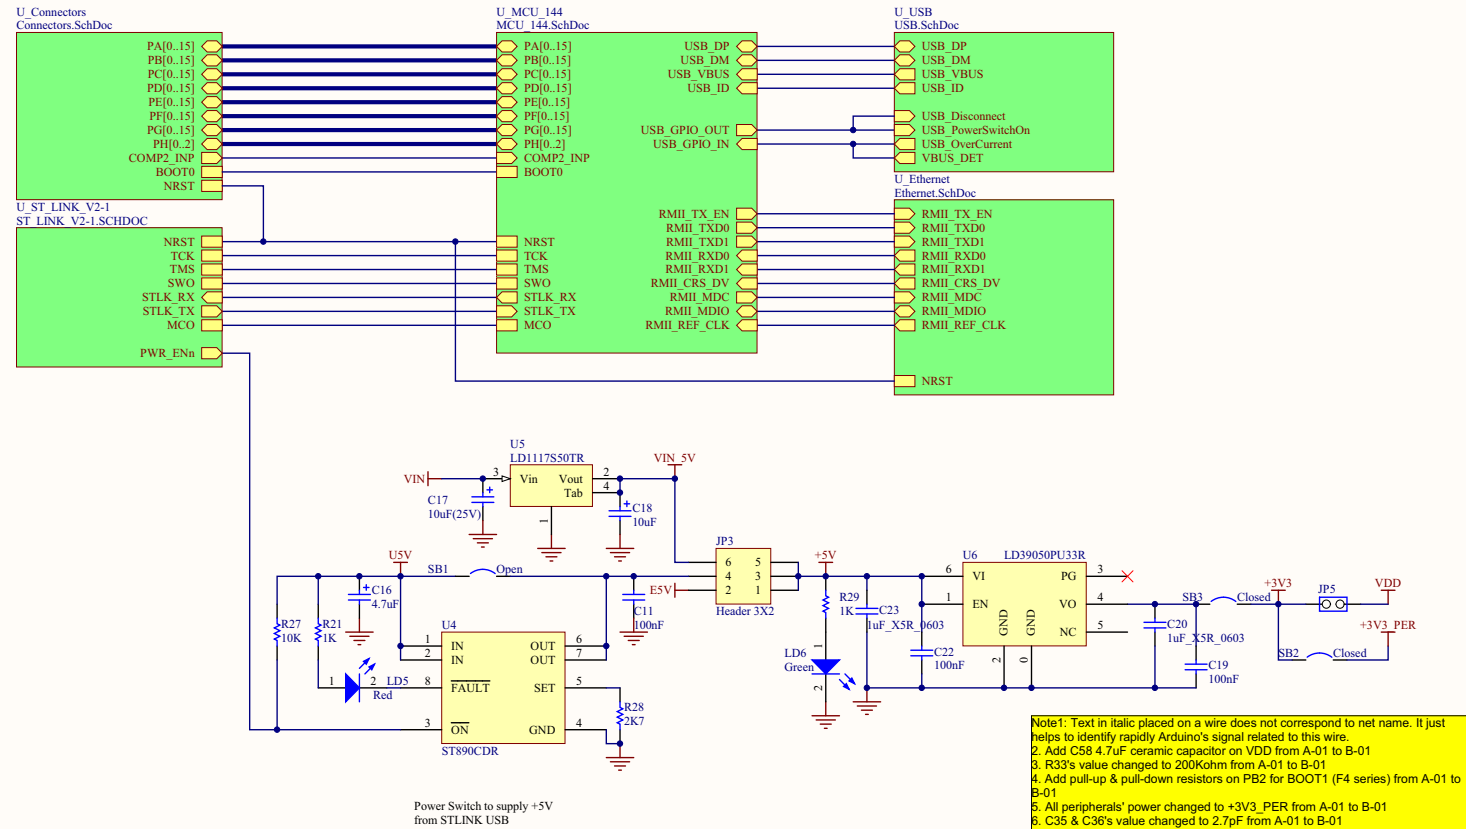 U_Connectors
Connectors.SchDoc
PA[0..15]
PB[0..15]
PC[0..15]
PD[0..15]
PE[0..15]
PF[0..15]
PG[0..15]
PH[0..2]
COMP2_INP
BOOT0
NRST
U_ST_LINK_V2-1
ST_LINK_V2-1.SCHDOC
NRST
TCK
TMS
SWO
STLK_RX
STLK_TX
MCO
PWR_ENn
U_MCU_144
MCU_144.SchDoc
PA[0..15]
PB[0..15]
PC[0..15]
PD[0..15]
PE[0..15]
PF[0..15]
PG[0..15]
PH[0..2]
COMP2_INP
BOOT0
NRST
TCK
TMS
SWO
STLK_RX
STLK_TX
MCO
USB_DP
USB_DM
USB_VBUS
USB_ID
USB_GPIO_OUT
USB_GPIO_IN
RMII_TX_EN
RMII_TXD0
RMII_TXD1
RMII_RXD0
RMII_RXD1
RMII_CRS_DV
RMII_MDC
RMII_MDIO
RMII_REF_CLK
U_USB
USB.SchDoc
USB_DP
USB_DM
USB_VBUS
USB_ID
USB_Disconnect
USB_PowerSwitchOn
USB_OverCurrent
VBUS_DET
U_Ethernet
Ethernet.SchDoc
RMII_TX_EN
RMII_TXD0
RMII_TXD1
RMII_RXD0
RMII_RXD1
RMII_CRS_DV
RMII_MDC
RMII_MDIO
RMII_REF_CLK
NRST
U5
LD1117S50TR
VIN
3
Vin
Vout
Tab
2
4
1
C17
10uF(25V)
C18
10uF
VIN_5V
U5V
SB1
Open
C16
4.7uF
R27
10K
R21
1K
1
2
LD5
Red
U4
1
2
8
3
IN
IN
FAULT
ON
OUT
OUT
SET
GND
6
7
5
4
ST890CDR
R28
2K7
C11
100nF
E5V
JP3
6
4
2
5
3
1
Header 3X2
+5V
R29
1K
C23
1uF_X5R_0603
LD6
Green
1
2
C22
100nF
U6
LD39050PU33R
6
1
VI
EN
GND
GND
2
0
PG
VO
NC
3
4
5
C20
1uF_X5R_0603
C19
100nF
SB3
Closed
+3V3
JP5
VDD
SB2
Closed
+3V3_PER
Power Switch to supply +5V
from STLINK USB
Note1: Text in italic placed on a wire does not correspond to net name. It just
helps to identify rapidly Arduino's signal related to this wire.
2. Add C58 4.7uF ceramic capacitor on VDD from A-01 to B-01
3. R33's value changed to 200Kohm from A-01 to B-01
4. Add pull-up & pull-down resistors on PB2 for BOOT1 (F4 series) from A-01 to
B-01
5. All peripherals' power changed to +3V3_PER from A-01 to B-01
6. C35 & C36's value changed to 2.7pF from A-01 to B-01